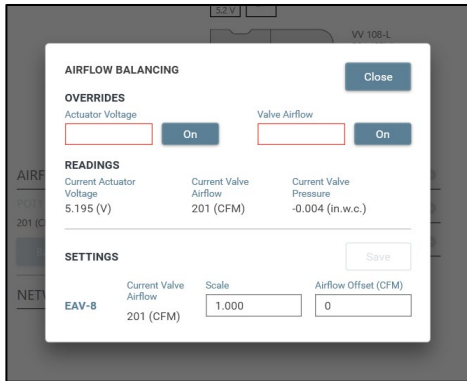 5.2 V
VV 108-L
AIRFLOW BALANCING
Close
OVERRIDES
Actuator Voltage
Valve Airflow
On
On
READINGS
Current Actuator Voltage
Current Valve Airflow
Current Valve Pressure
5.195 (V)
201 (CFM)
-0.004 (in.w.c.)
SETTINGS
Save
EAV-8
Current Valve Airflow
Scale
Airflow Offset (CFM)
201 (CFM)
1.000
0
AIRF
201 (C
NET